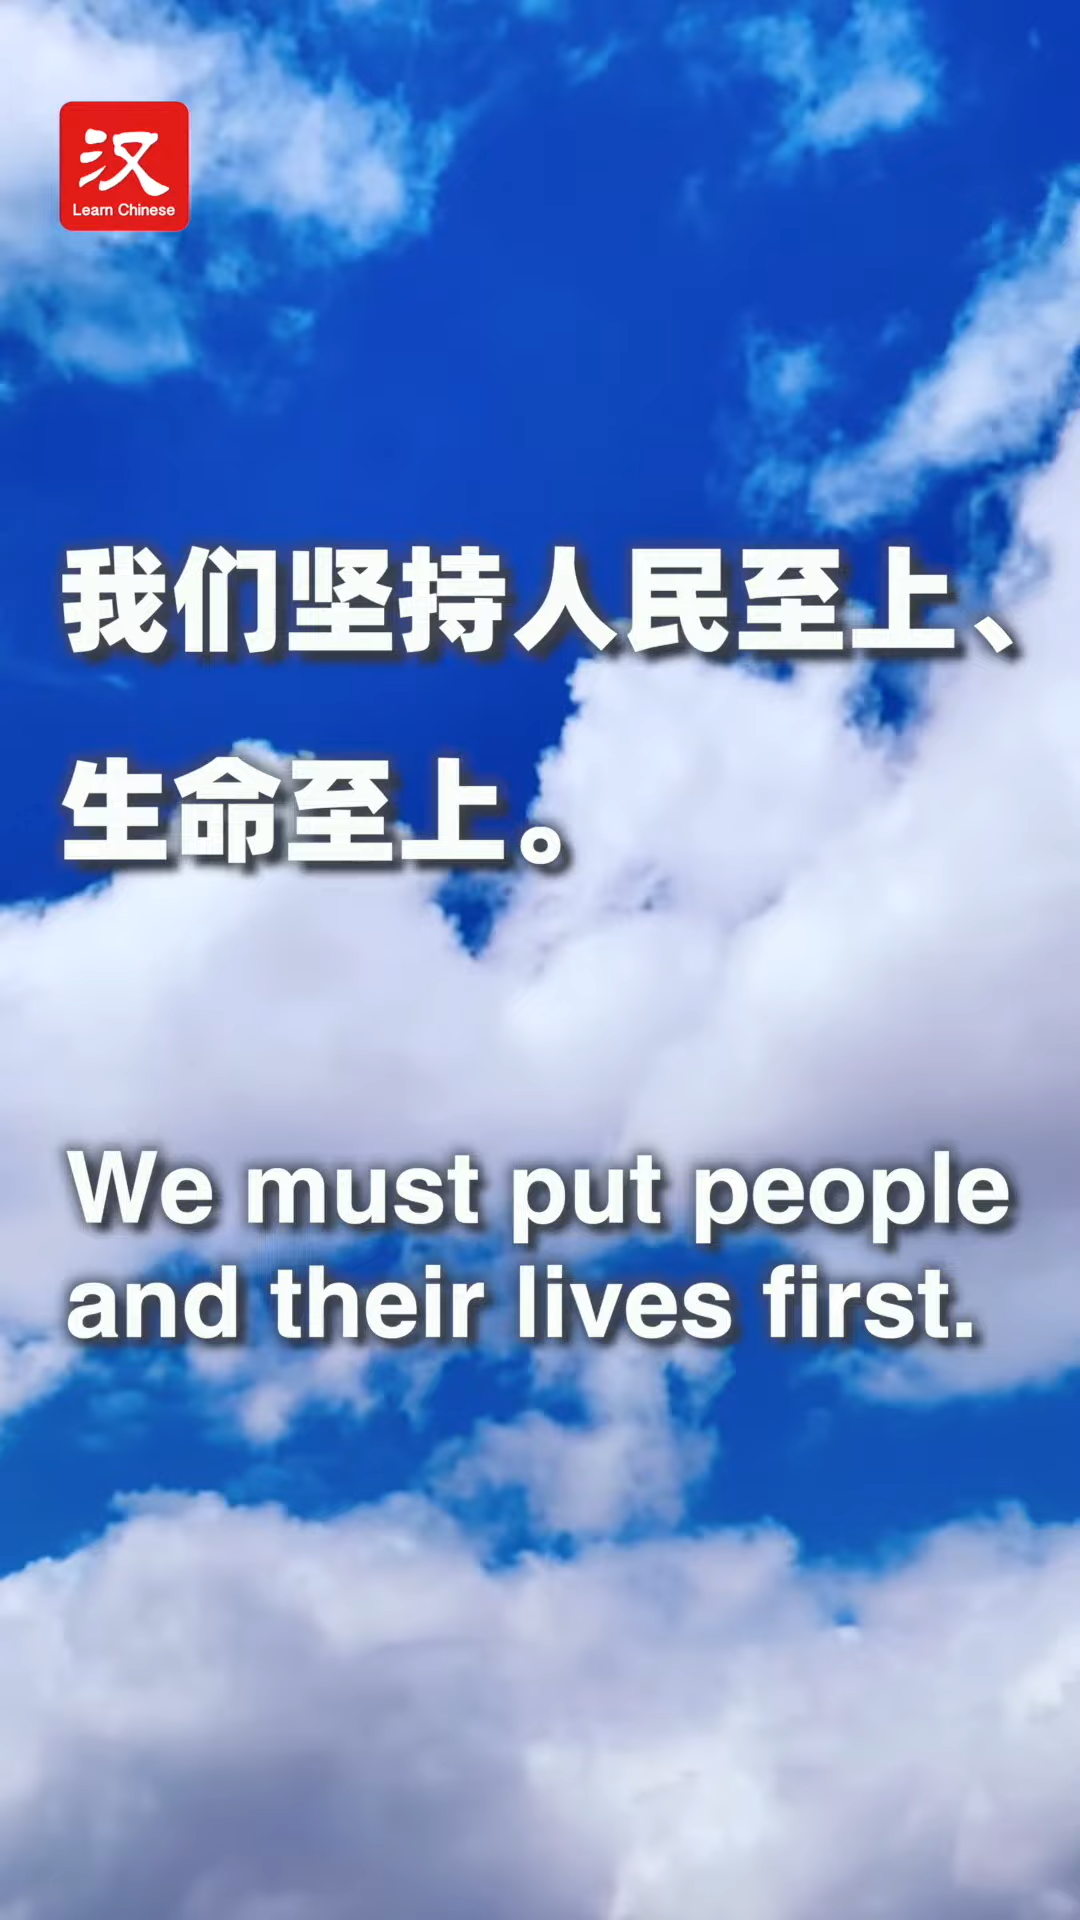 汉
Learn Chinese
我们坚持人民至上、
生命至上。
We must put people
and their lives first.